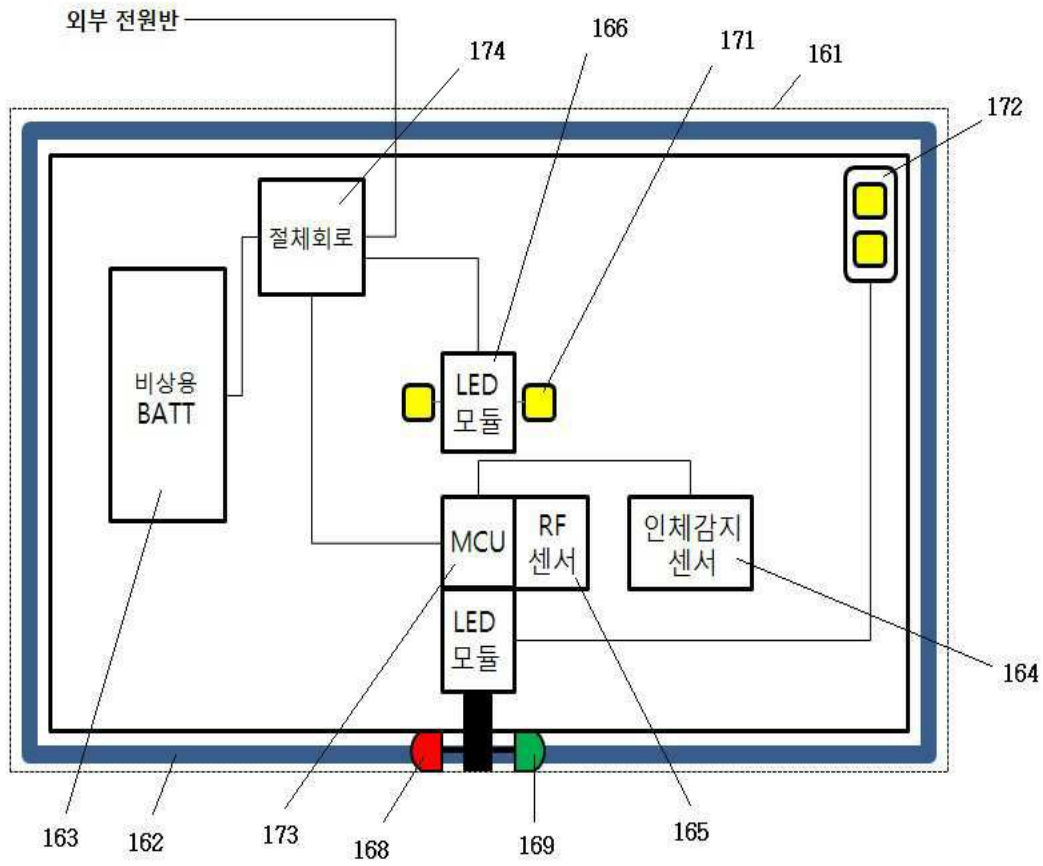 외부 전원반
166
171
174
161
172
절체회로
비상용
BATT
LED
모듈
MCU
RF
센서
인체감지
센서
LED
모듈
164
163
162
173
168
169
165